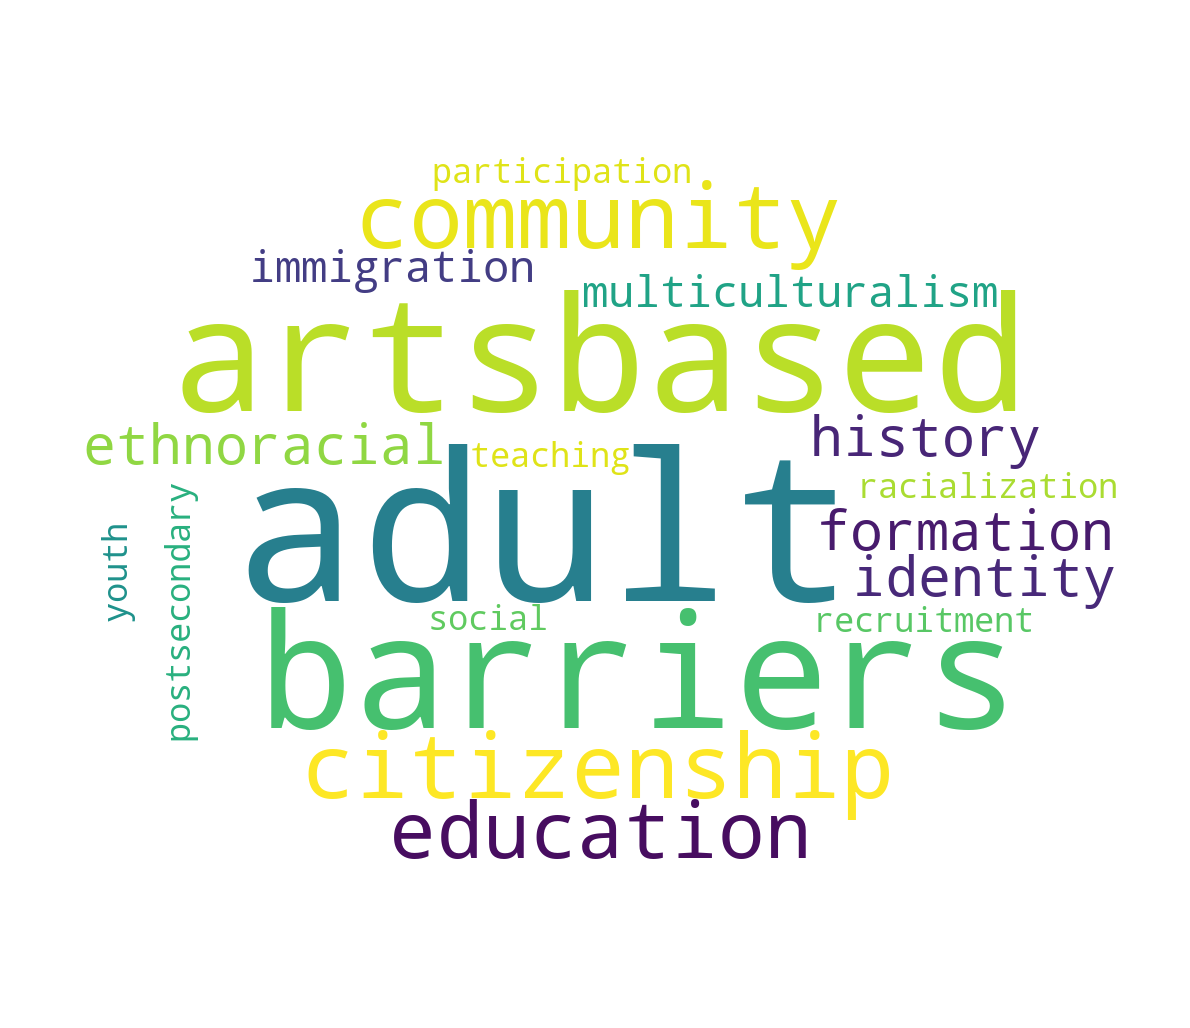 participation
community
immigration
multiculturalism
artsbased
ethnoracial
history
teaching
adult
racialization
formation
identity
youth
postsecondary
social
recruitment
barriers
citizenship
education